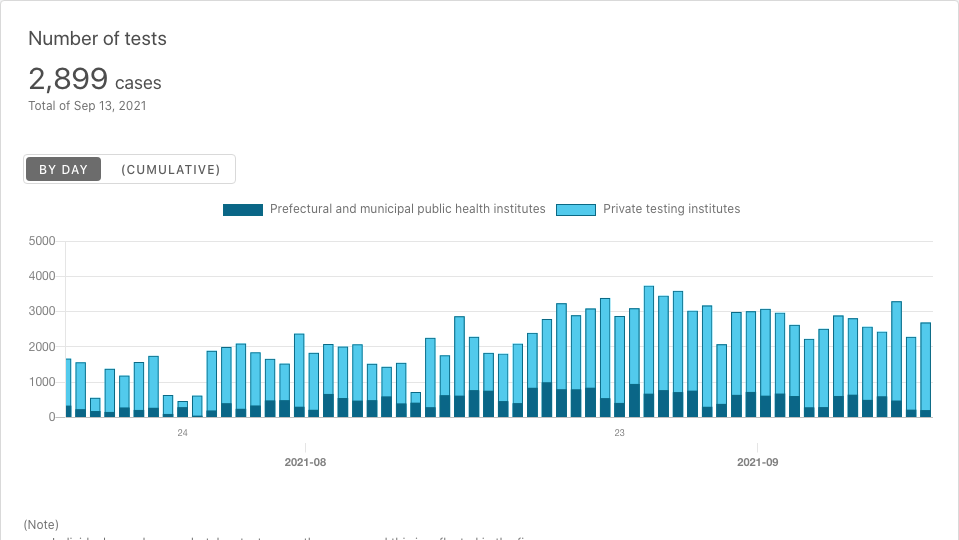 Number of tests
2,899 cases
Total of Sep 13, 2021
BY DAY (CUMULATIVE)
Prefectural and municipal public health institutes Private testing institutes
5000
4000
3000
2000
1000
0
24 23
2021-08 2021-09
(Note)